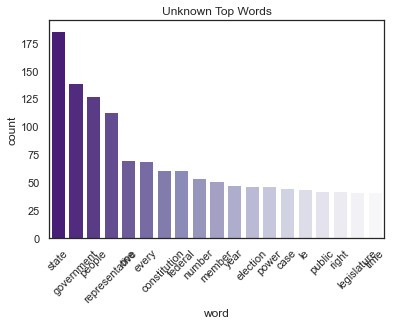 Unknown Top Words
count
175
150
125
100
75
50
25
0
state
government
people
representative
one
every
constitution
federal
number
member
year
election
power
case
le
public
right
legislature
time
word